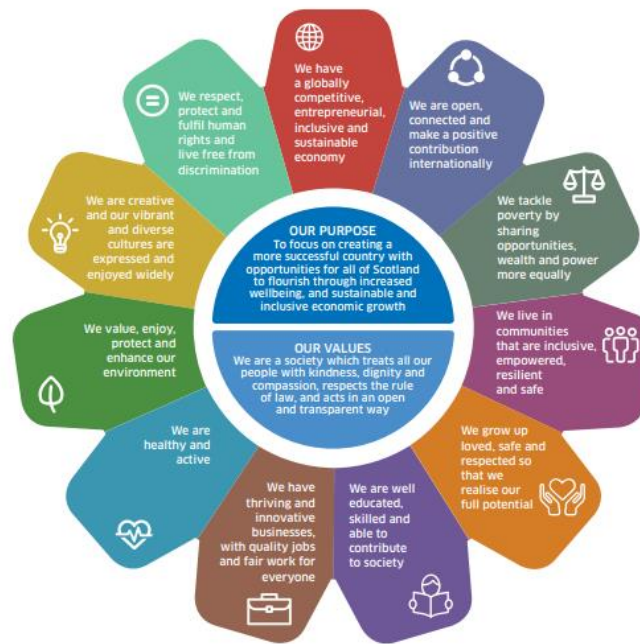 We have
a globally
competitive,
entrepreneurial,
inclusive and
sustainable
economy
We are open,
connected and
make a positive
contribution
internationally
We tackle
poverty by
sharing
opportunities,
wealth and power
more equally
We live in
communities
that are inclusive,
empowered,
resilient
and safe
We grow up
loved, safe and
respected so
that we
realise our
full potential
We are well
educated,
skilled and
able to
contribute
to society
We have
thriving and
innovative
businesses,
with quality jobs
and fair work for
everyone
We are
healthy and
active
We value, enjoy,
protect and
enhance our
environment
We are creative
and our vibrant
and diverse
cultures are
expressed and
enjoyed widely
We respect,
protect and
fulfil human
rights and
live free from
discrimination
OUR PURPOSE
To focus on creating a
more successful country with
opportunities for all of Scotland
to flourish through increased
wellbeing, and sustainable and
inclusive economic growth
OUR VALUES
We are a society which treats all our
people with kindness, dignity and
compassion, respects the rule
of law, and acts in an open
and transparent way